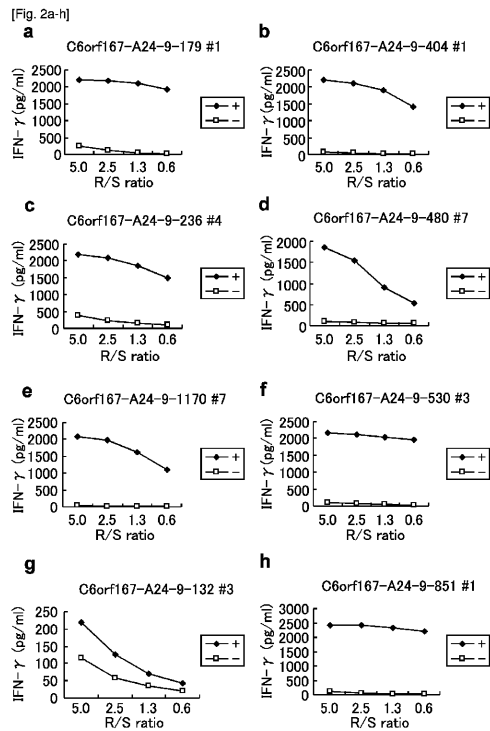 [Fig. 2a-h]
a
C6orf167-A24-9-179 #1
IFN-γ (pg/ml)
2500
2000
1500
1000
500
0
5.0 2.5 1.3 0.6
R/S ratio
+
−
b
C6orf167-A24-9-404 #1
IFN-γ (pg/ml)
2500
2000
1500
1000
500
0
5.0 2.5 1.3 0.6
R/S ratio
+
−
c
C6orf167-A24-9-236 #4
IFN-γ (pg/ml)
2500
2000
1500
1000
500
0
5.0 2.5 1.3 0.6
R/S ratio
+
−
d
C6orf167-A24-9-480 #7
IFN-γ (pg/ml)
2000
1500
1000
500
0
5.0 2.5 1.3 0.6
R/S ratio
+
−
e
C6orf167-A24-9-1170 #7
IFN-γ (pg/ml)
2500
2000
1500
1000
500
0
5.0 2.5 1.3 0.6
R/S ratio
+
−
f
C6orf167-A24-9-530 #3
IFN-γ (pg/ml)
2500
2000
1500
1000
500
0
5.0 2.5 1.3 0.6
R/S ratio
+
−
g
C6orf167-A24-9-132 #3
IFN-γ (pg/ml)
250
200
150
100
50
0
5.0 2.5 1.3 0.6
R/S ratio
+
−
h
C6orf167-A24-9-851 #1
IFN-γ (pg/ml)
3000
2500
2000
1500
1000
500
0
5.0 2.5 1.3 0.6
R/S ratio
+
−